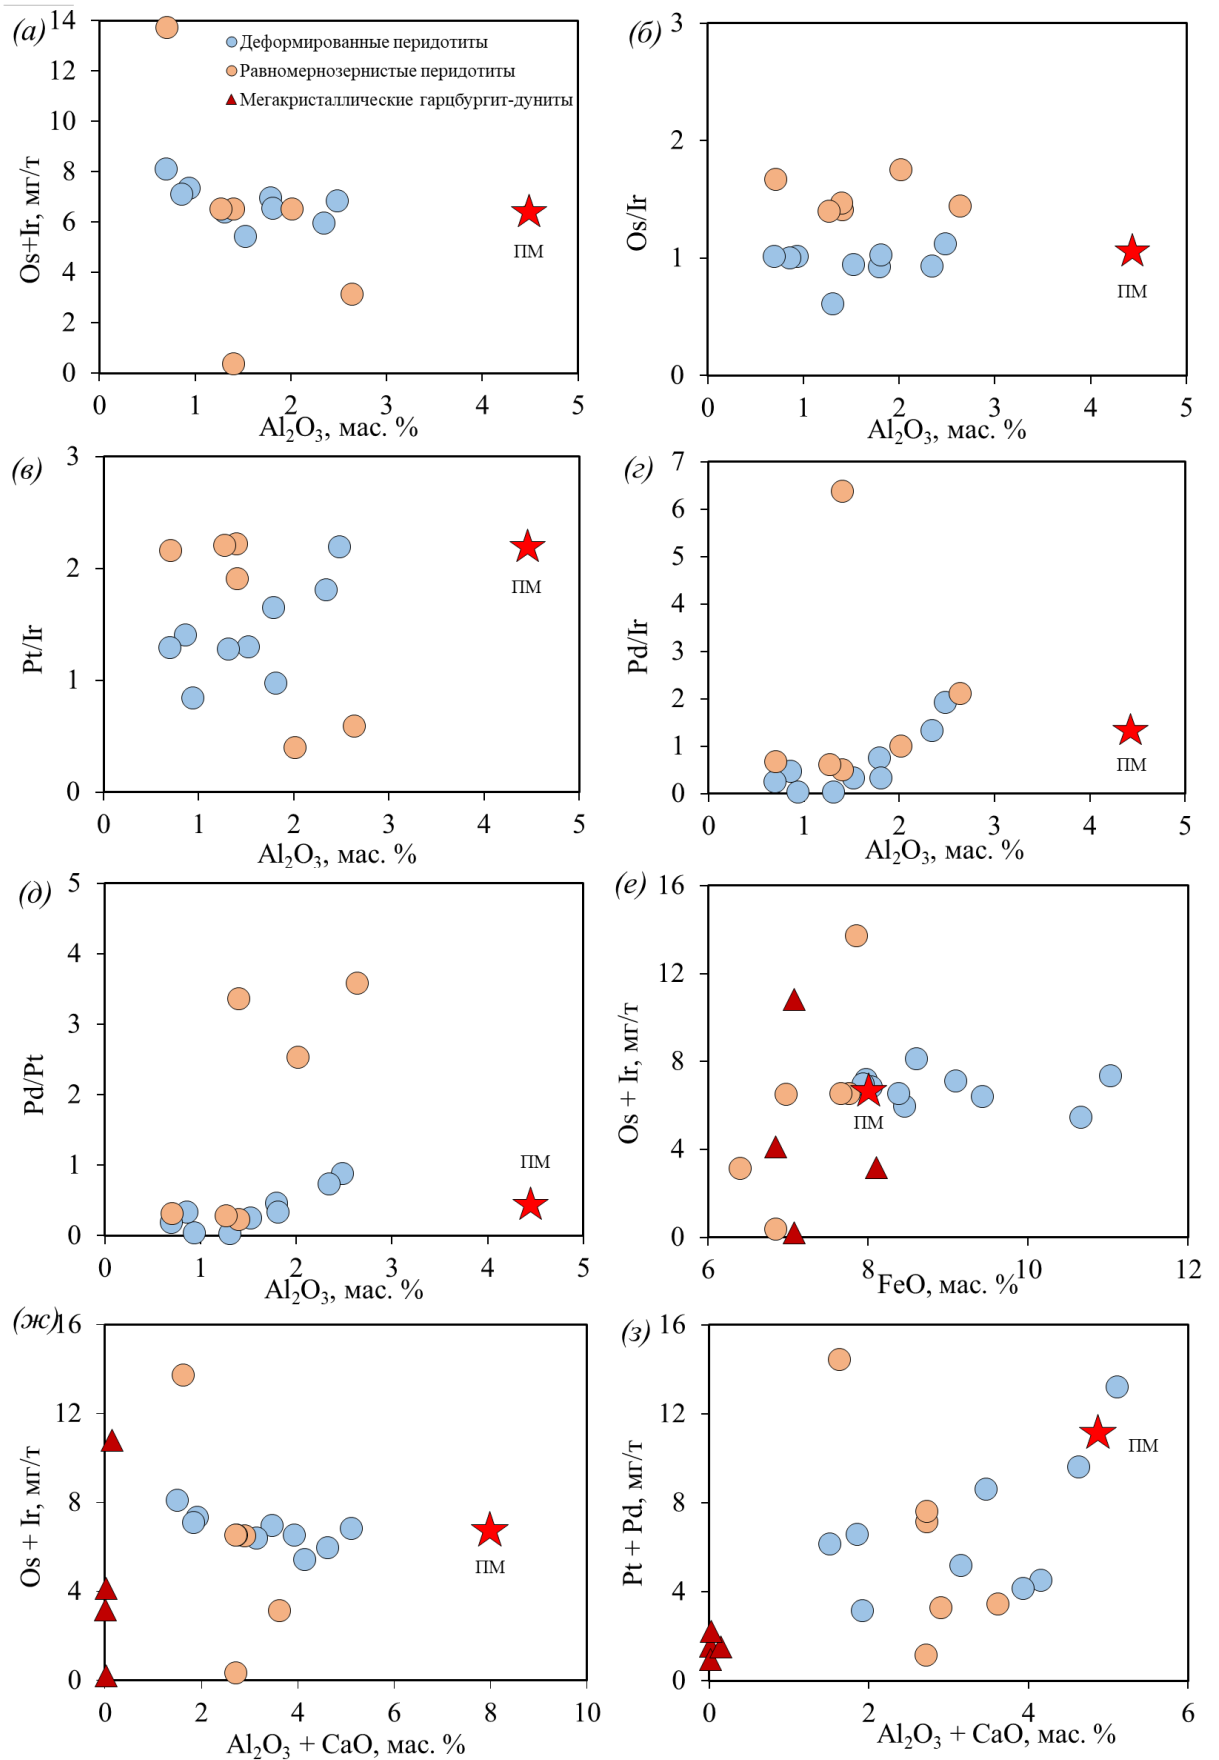 (а)
14
12
10
8
6
4
2
0
Os+Ir, мг/т
Деформированные перидотиты
Равномернозернистые перидотиты
Мегакристаллические гарцбургит-дуниты
ПМ
0 1 2 3 4 5
Al₂O₃, мас. %
(б)
3
2
1
0
Os/Ir
ПМ
0 1 2 3 4 5
Al₂O₃, мас. %
(в)
3
2
1
0
Pt/Ir
ПМ
0 1 2 3 4 5
Al₂O₃, мас. %
(г)
7
6
5
4
3
2
1
0
Pd/Ir
ПМ
0 1 2 3 4 5
Al₂O₃, мас. %
(д)
5
4
3
2
1
0
Pd/Pt
ПМ
0 1 2 3 4 5
Al₂O₃, мас. %
(е)
16
12
8
4
0
Os + Ir, мг/т
ПМ
6 8 10 12
FeO, мас. %
(ж)
16
12
8
4
0
Os + Ir, мг/т
ПМ
0 2 4 6 8 10
Al₂O₃ + CaO, мас. %
(з)
16
12
8
4
0
Pt + Pd, мг/т
ПМ
0 2 4 6
Al₂O₃ + CaO, мас. %